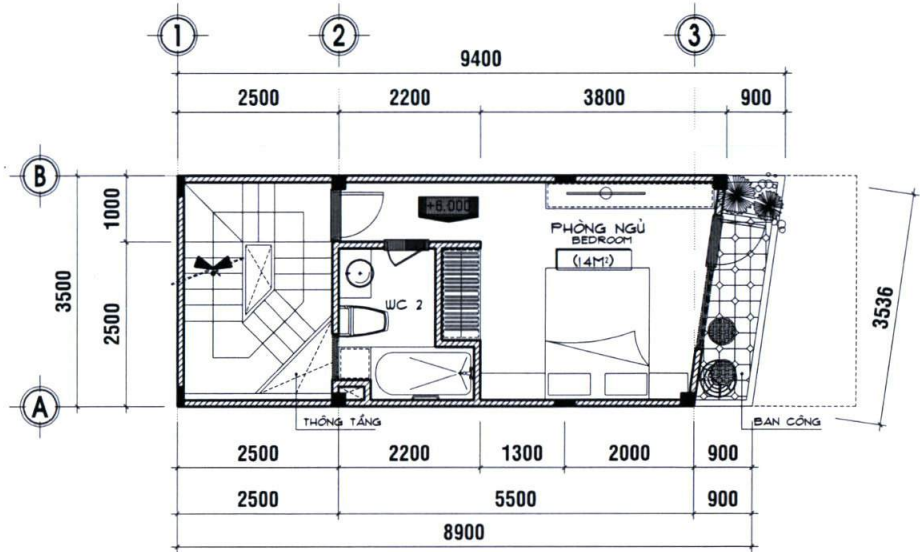 1
2
3
9400
2500
2200
3800
900
B
1000
+6.000
PHÒNG NGỦ
BEDROOM
(14M²)
3500
2500
WC 2
3536
A
THÔNG TẦNG
BAN CÔNG
2500
2200
1300
2000
900
2500
5500
900
8900